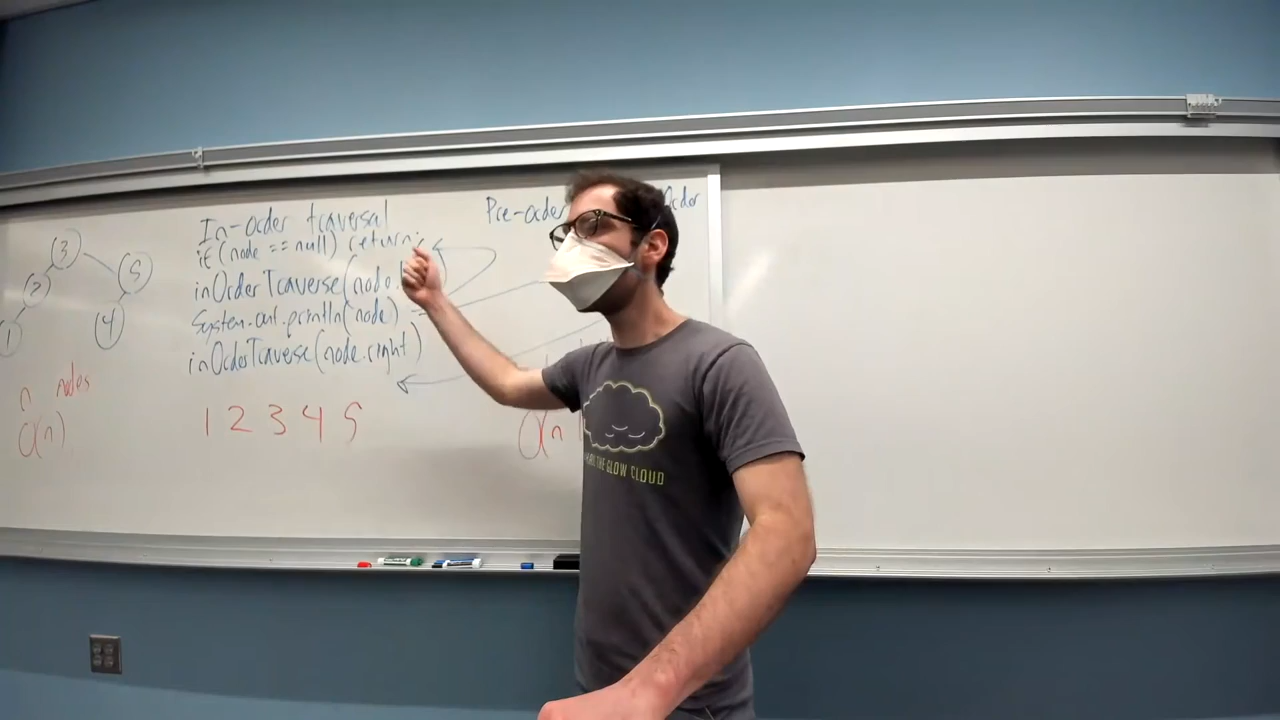 In-order traversal
if (node == null) return;
inOrderTraverse(node.
System.out.println(node)
inOrderTraverse(node.right)
1 2 3 4 5
3
2
5
1
4
n nodes
O(n)
Pre-order
Order
O(n
THE GLOW CLOUD